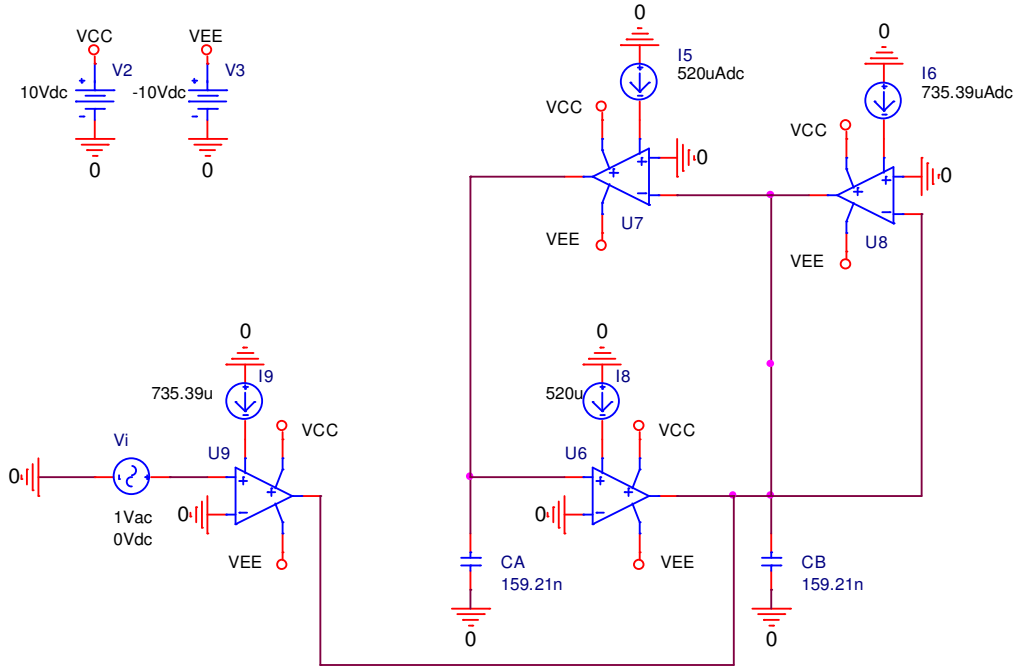 VCC
VEE
V2
V3
10Vdc
-10Vdc
+
-
+
-
0
0
0
I5
520uAdc
0
I6
735.39uAdc
VCC
VCC
+
+
-
0
U7
VEE
+
+
-
0
U8
VEE
0
I9
735.39u
VCC
U9
Vi
0
+
+
-
0
VEE
1Vac
0Vdc
0
I8
520u
VCC
U6
+
+
-
0
VEE
CA
159.21n
0
CB
159.21n
0